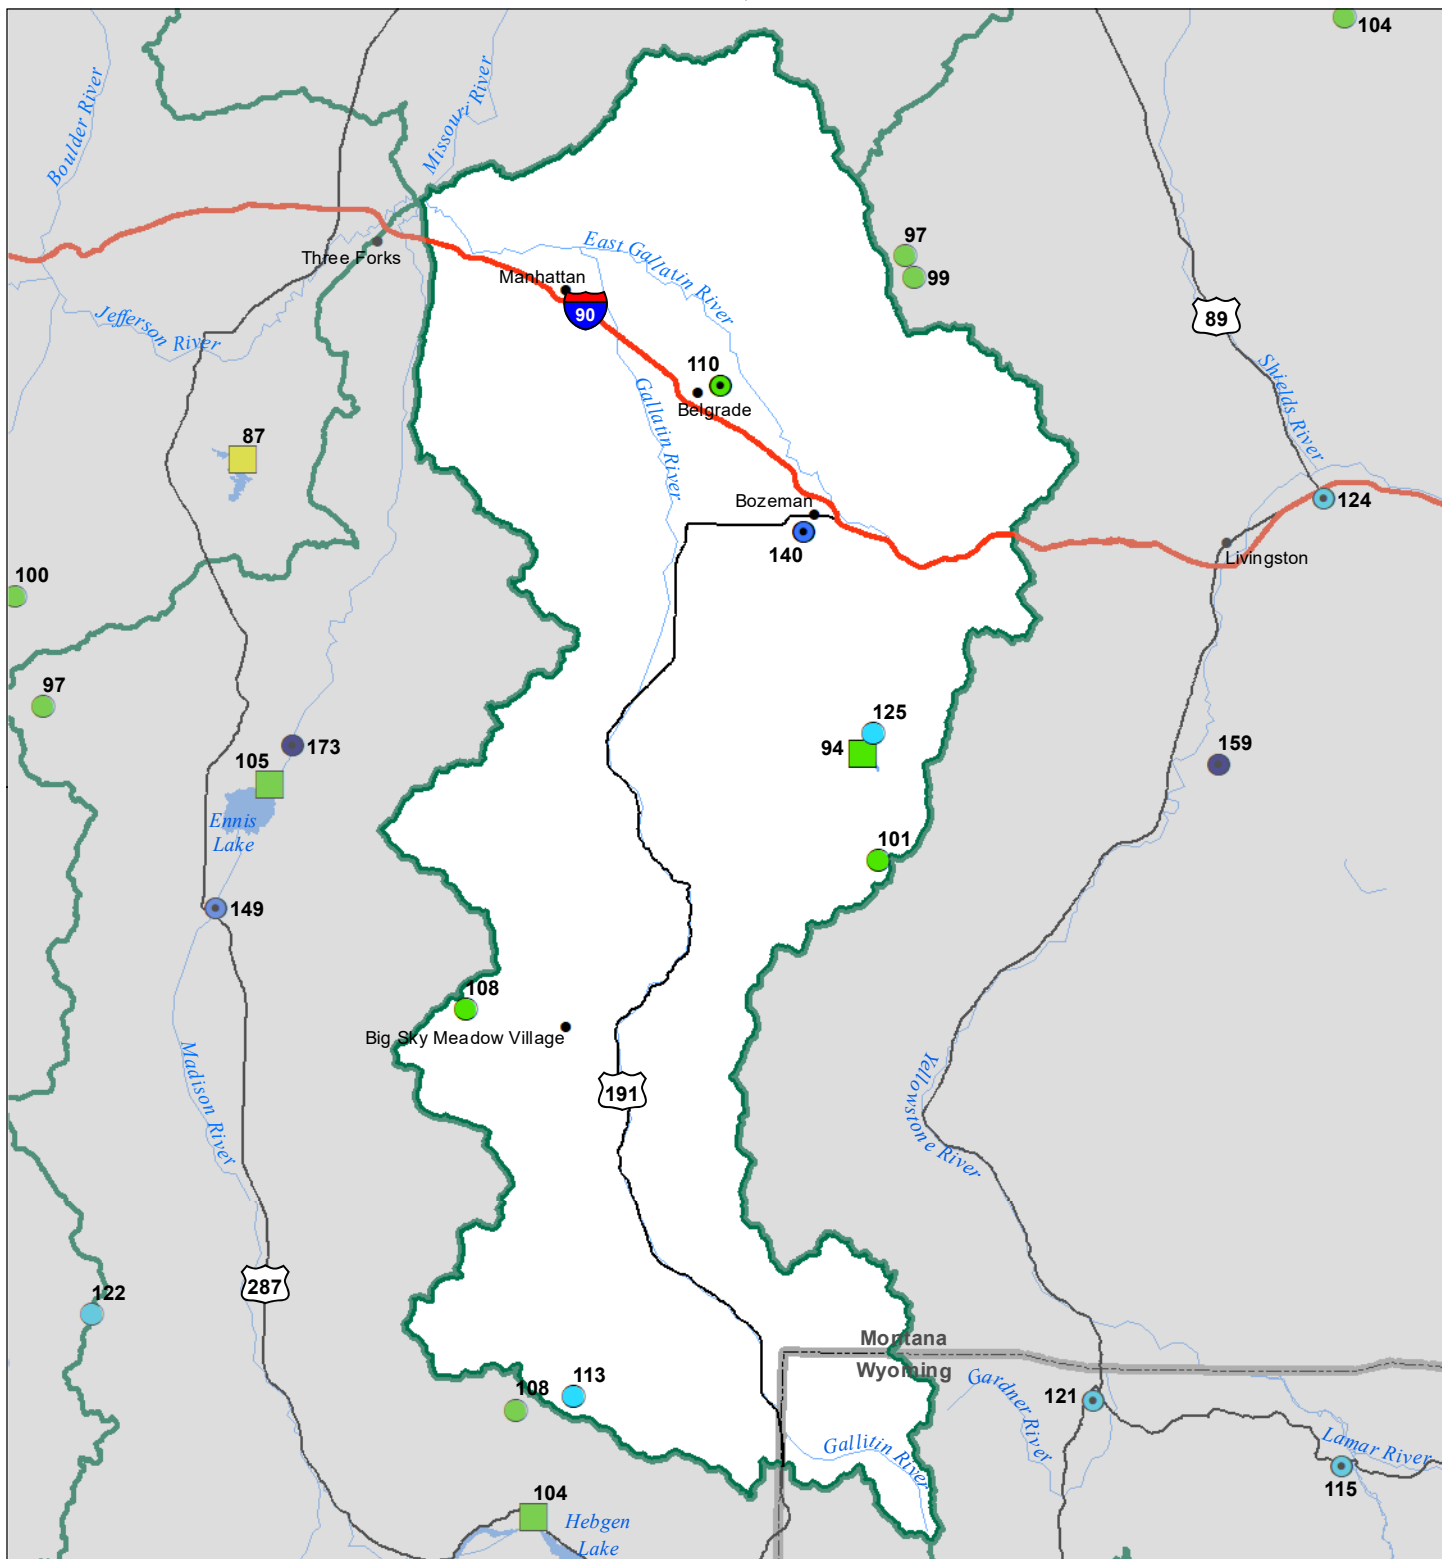 104
Boulder River
Missouri River
97
99
East Gallatin River
Three Forks
Manhattan
90
89
Jefferson River
Shields River
110
Belgrade
Gallatin River
87
Bozeman
140
124
Livingston
100
97
125
94
173
105
159
Ennis
Lake
101
149
108
Big Sky Meadow Village
Madison River
191
Yellowstone River
287
122
Montana
Wyoming
113
108
121
Gardner River
Gallitin River
Lamar River
115
104
Hebgen
Lake